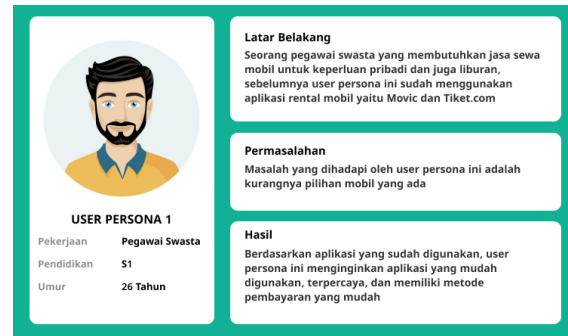 USER PERSONA 1
Pekerjaan Pegawai Swasta
Pendidikan S1
Umur 26 Tahun
Latar Belakang
Seorang pegawai swasta yang membutuhkan jasa sewa
mobil untuk keperluan pribadi dan juga liburan,
sebelumnya user persona ini sudah menggunakan
aplikasi rental mobil yaitu Movic dan Tiket.com
Permasalahan
Masalah yang dihadapi oleh user persona ini adalah
kurangnya pilihan mobil yang ada
Hasil
Berdasarkan aplikasi yang sudah digunakan, user
persona ini menginginkan aplikasi yang mudah
digunakan, terpercaya, dan memiliki metode
pembayaran yang mudah